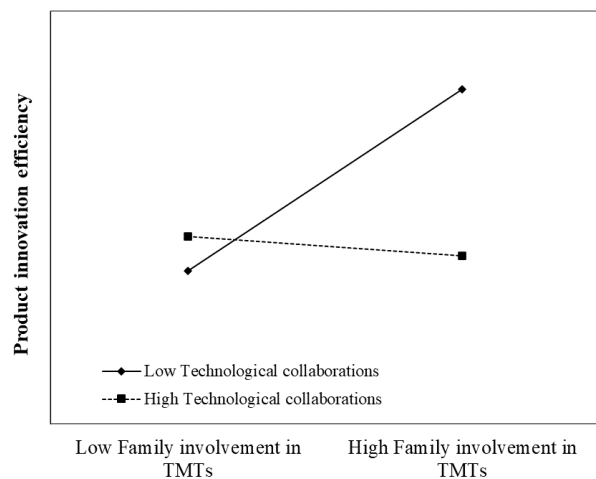 Product innovation efficiency
Low Technological collaborations
High Technological collaborations
Low Family involvement in
TMTs
High Family involvement in
TMTs